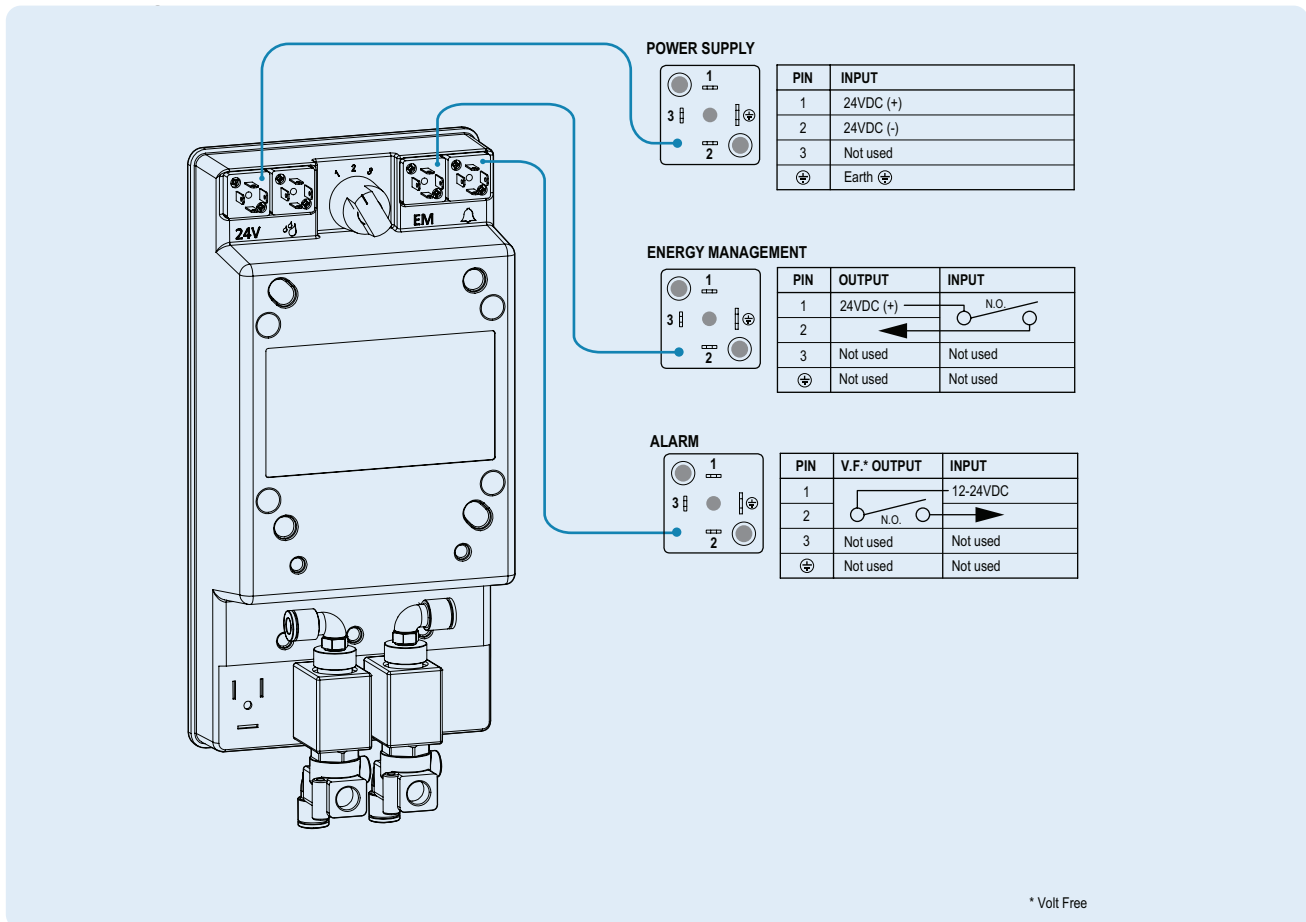 POWER SUPPLY
1
3
2
PIN INPUT
1 24VDC (+)
2 24VDC (-)
3 Not used
Earth
1 2 3
24V
EM
ENERGY MANAGEMENT
1
3
2
PIN OUTPUT INPUT
1 24VDC (+) N.O.
2
3 Not used Not used
Not used Not used
ALARM
1
3
2
PIN V.F.* OUTPUT INPUT
1 12-24VDC
2 N.O.
3 Not used Not used
Not used Not used
* Volt Free